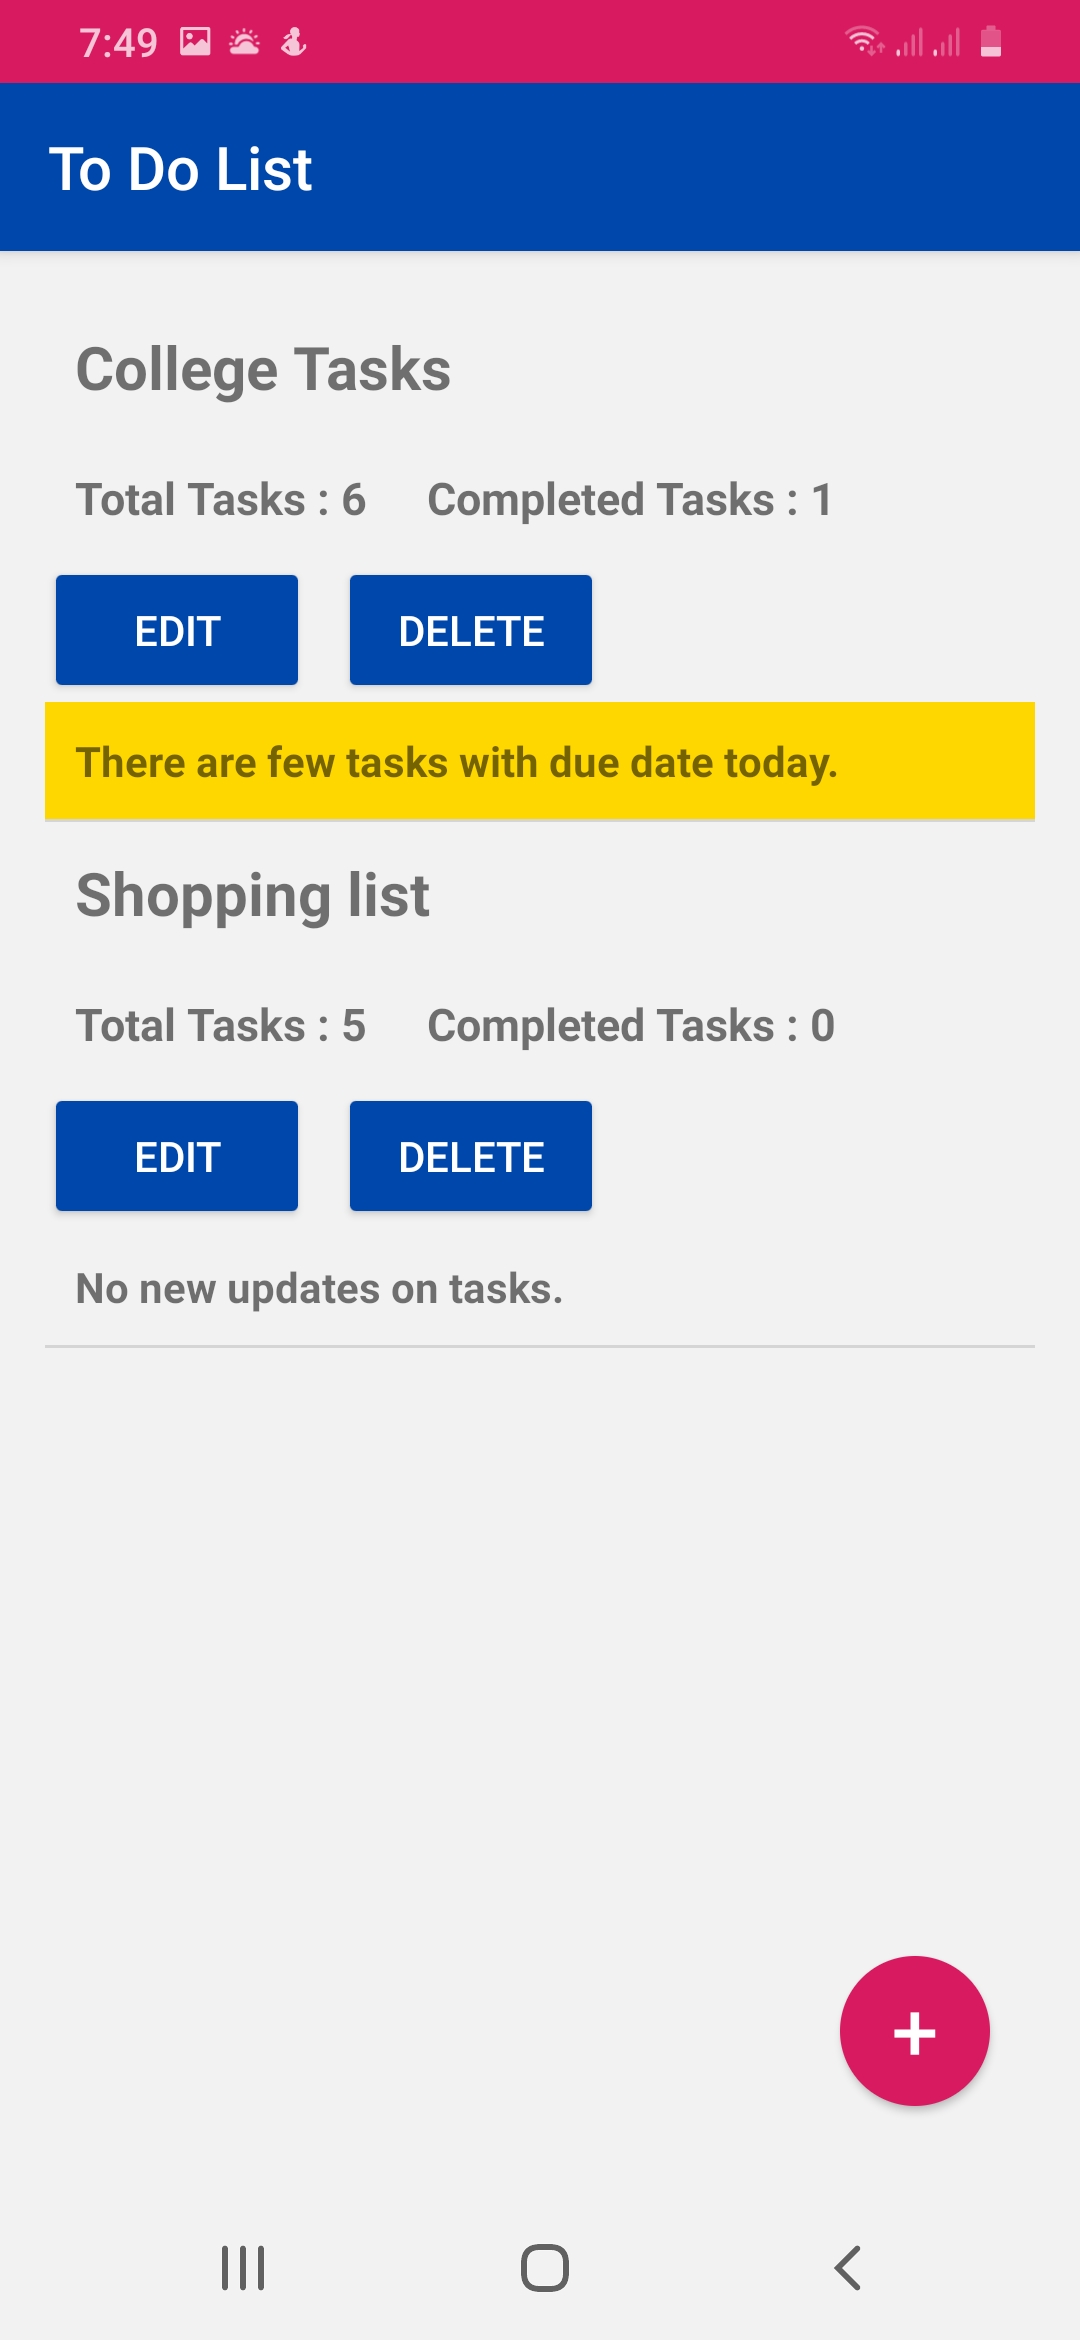 7:49
To Do List
College Tasks
Total Tasks : 6 Completed Tasks : 1
EDIT DELETE
There are few tasks with due date today.
Shopping list
Total Tasks : 5 Completed Tasks : 0
EDIT DELETE
No new updates on tasks.
+